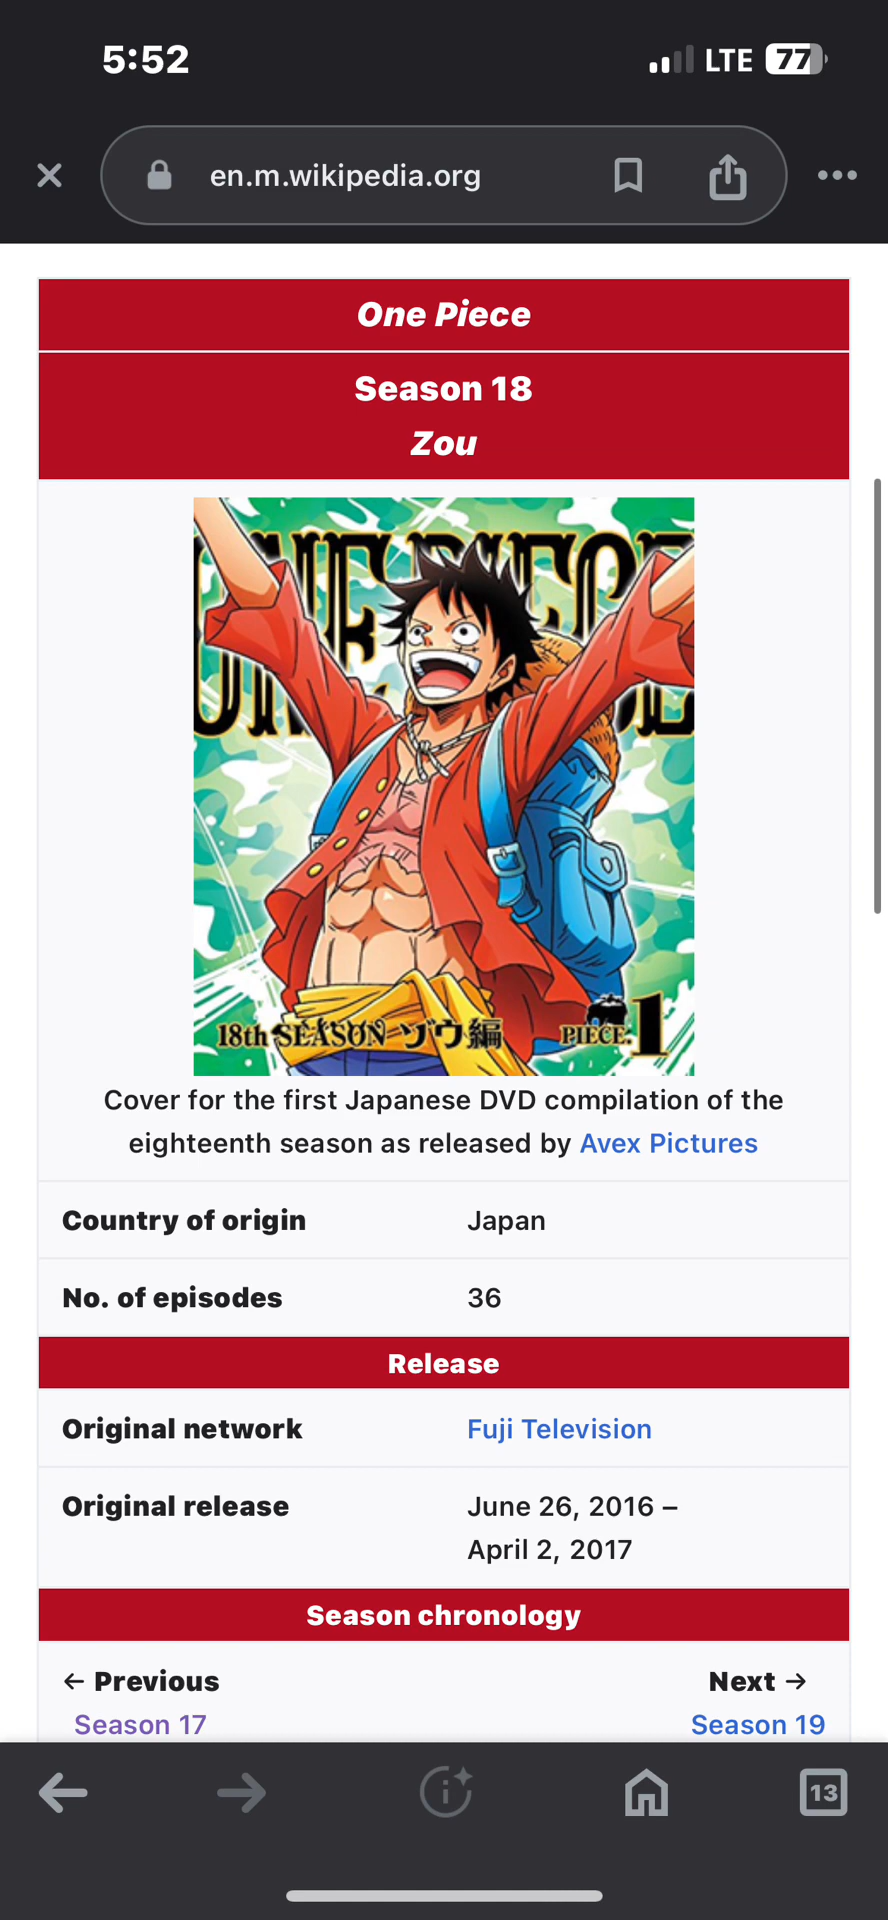 5:52
LTE 77
en.m.wikipedia.org
One Piece
Season 18
Zou
ONE PIECE
18th SEASON ゾウ編
PIECE.1
Cover for the first Japanese DVD compilation of the
eighteenth season as released by Avex Pictures
Country of origin Japan
No. of episodes 36
Release
Original network Fuji Television
Original release June 26, 2016 –
April 2, 2017
Season chronology
← Previous Next →
Season 17 Season 19
13